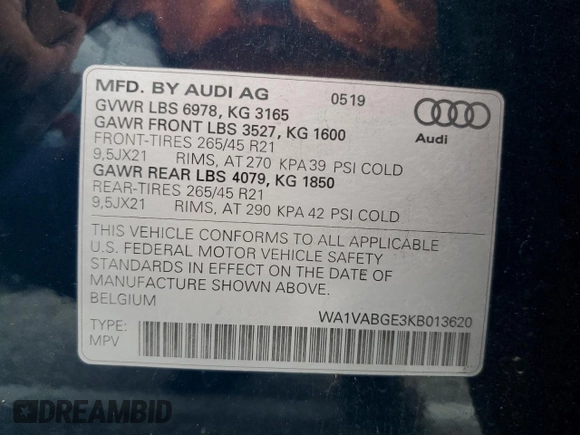 MFD. BY AUDI AG 0519
GVWR LBS 6978, KG 3165
GAWR FRONT LBS 3527, KG 1600
FRONT-TIRES 265/45 R21
9,5JX21 RIMS, AT 270 KPA 39 PSI COLD
GAWR REAR LBS 4079, KG 1850
REAR-TIRES 265/45 R21
9,5JX21 RIMS, AT 290 KPA 42 PSI COLD
Audi
THIS VEHICLE CONFORMS TO ALL APPLICABLE
U.S. FEDERAL MOTOR VEHICLE SAFETY
STANDARDS IN EFFECT ON THE DATE OF
MANUFACTURE SHOWN ABOVE.
BELGIUM WA1VABGE3KB013620
TYPE:
MPV
DREAMBID